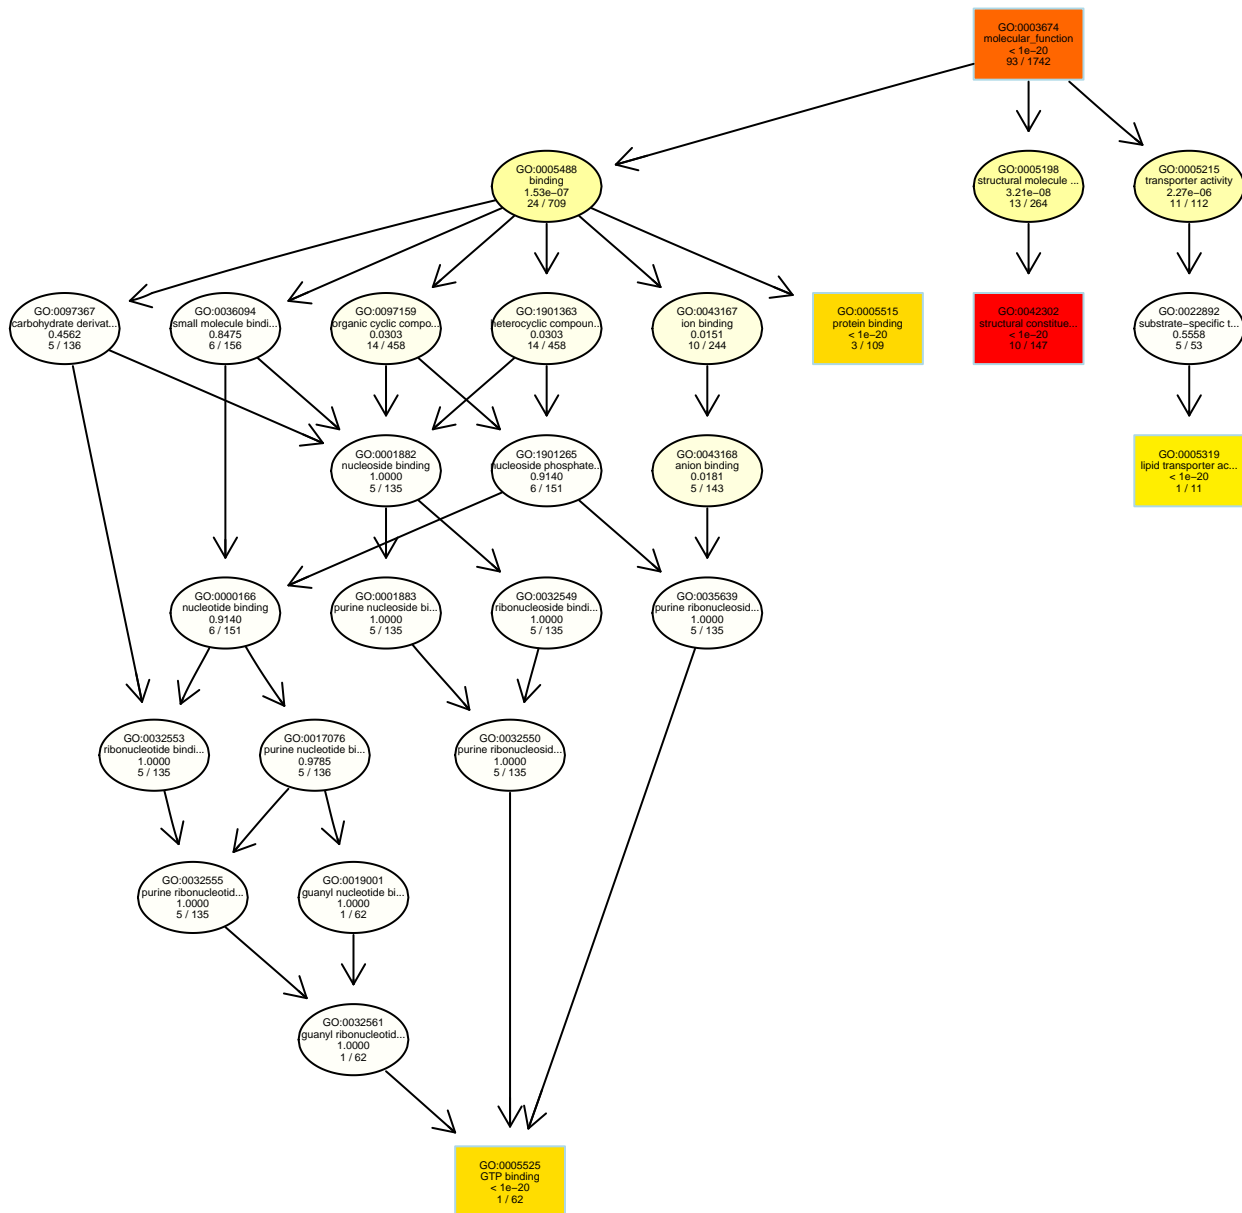 GO:0003674
molecular_function
< 1e−20
93 / 1742
GO:0005488
binding
1.53e−07
24 / 709
GO:0005198
structural molecule ...
3.21e−08
13 / 264
GO:0005215
transporter activity
2.27e−06
11 / 112
GO:0097367
carbohydrate derivat...
0.4562
5 / 136
GO:0036094
small molecule bindi...
0.8475
6 / 156
GO:0097159
organic cyclic compo...
0.0303
14 / 458
GO:1901363
heterocyclic compoun...
0.0303
14 / 458
GO:0043167
ion binding
0.0151
10 / 244
GO:0005515
protein binding
< 1e−20
3 / 109
GO:0042302
structural constitue...
< 1e−20
10 / 147
GO:0022892
substrate−specific t...
0.5558
5 / 53
GO:0001882
nucleoside binding
1.0000
5 / 135
GO:1901265
nucleoside phosphate...
0.9140
6 / 151
GO:0043168
anion binding
0.0181
5 / 143
GO:0005319
lipid transporter ac...
< 1e−20
1 / 11
GO:0000166
nucleotide binding
0.9140
6 / 151
GO:0001883
purine nucleoside bi...
1.0000
5 / 135
GO:0032549
ribonucleoside bindi...
1.0000
5 / 135
GO:0035639
purine ribonucleosid...
1.0000
5 / 135
GO:0032553
ribonucleotide bindi...
1.0000
5 / 135
GO:0017076
purine nucleotide bi...
0.9785
5 / 136
GO:0032550
purine ribonucleosid...
1.0000
5 / 135
GO:0032555
purine ribonucleotid...
1.0000
5 / 135
GO:0019001
guanyl nucleotide bi...
1.0000
1 / 62
GO:0032561
guanyl ribonucleotid...
1.0000
1 / 62
GO:0005525
GTP binding
< 1e−20
1 / 62